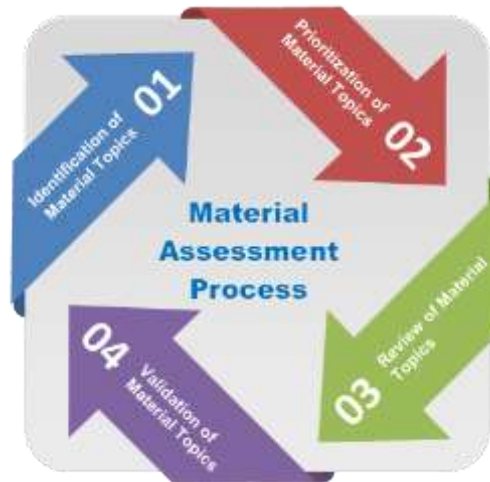 01
Identification of
Material Topics
Prioritization of
Material Topics
02
Material
Assessment
Process
Review of Material
Topics
03
04
Validation of
Material Topics